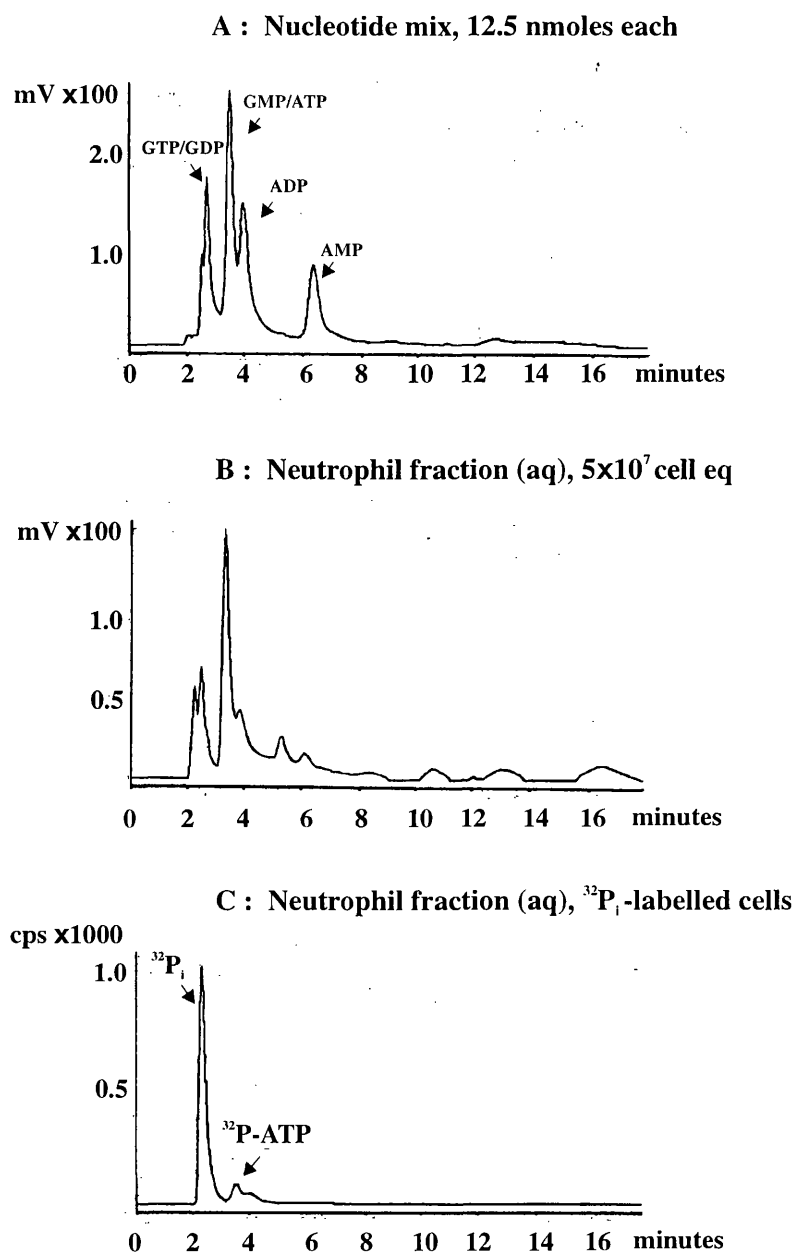 A : Nucleotide mix, 12.5 nmoles each
mV x100
GMP/ATP
GTP/GDP
2.0
ADP
AMP
1.0
0 2 4 6 8 10 12 14 16 minutes
B : Neutrophil fraction (aq), 5x10⁷ cell eq
mV x100
1.0
0.5
0 2 4 6 8 10 12 14 16 minutes
C : Neutrophil fraction (aq), ³²Pᵢ-labelled cells
cps x1000
³²Pᵢ
1.0
0.5
³²P-ATP
0 2 4 6 8 10 12 14 16 minutes